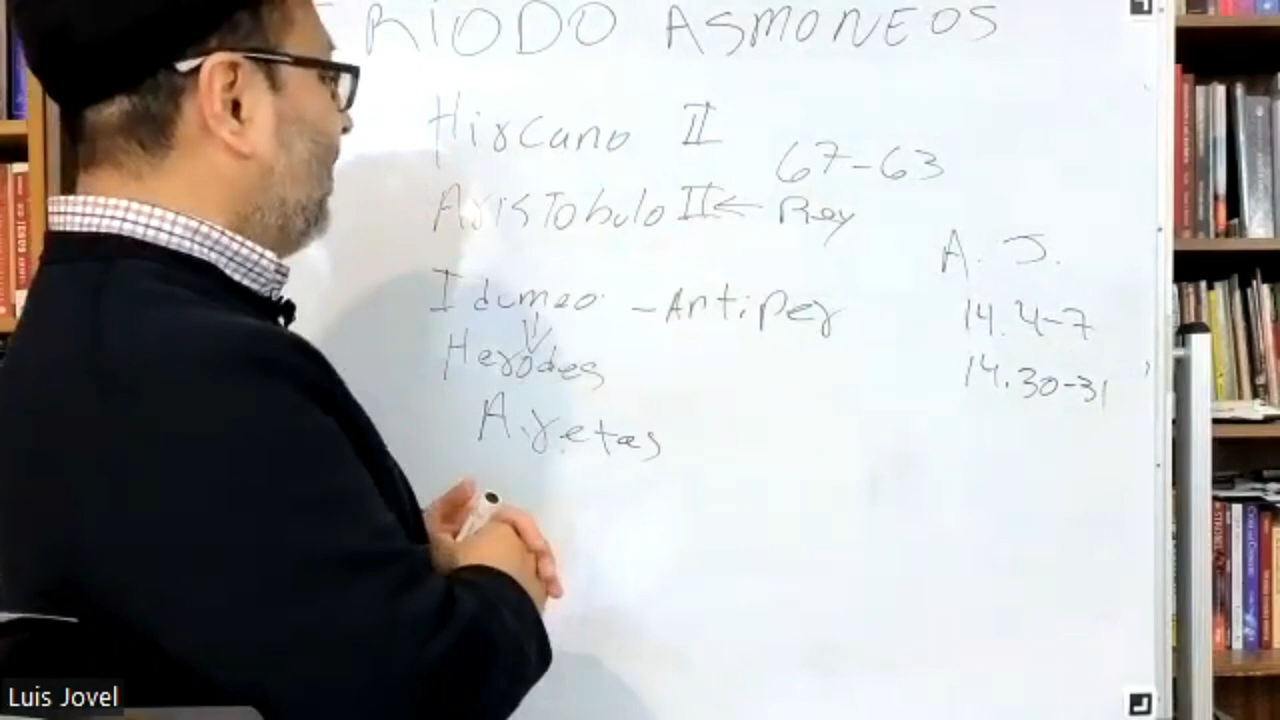 RIODO ASMONEOS
Hircano II
67-63
Aristobulo II ← Rey
A. J.
Idumeo - Antiper
14.4-7
Herodes
14.30-31
Aretas
Luis Jovel